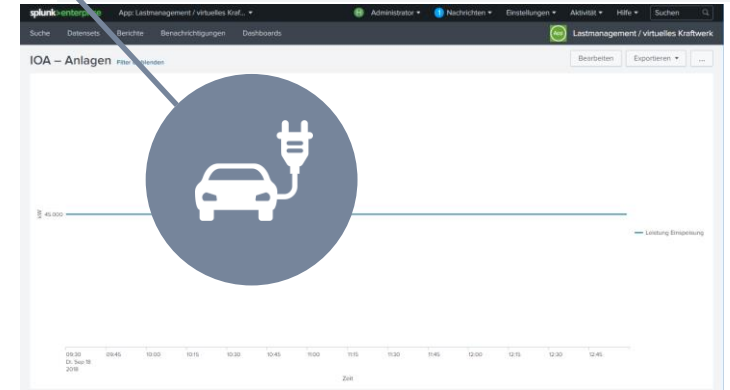 splunk>enterprise App: Lastmanagement / virtuelles Kraf... Administrator 1 Nachrichten Einstellungen Aktivität Hilfe Suchen
Suche Datensets Berichte Benachrichtigungen Dashboards App Lastmanagement / virtuelles Kraftwerk
IOA – Anlagen Filter Bearbeiten Exportieren ...
kW 45.000
Leistung Einspeisung
09:30 09:45 10:00 10:15 10:30 10:45 11:00 11:15 11:30 11:45 12:00 12:15 12:30 12:45
Di. Sep 18
2018
Zeit